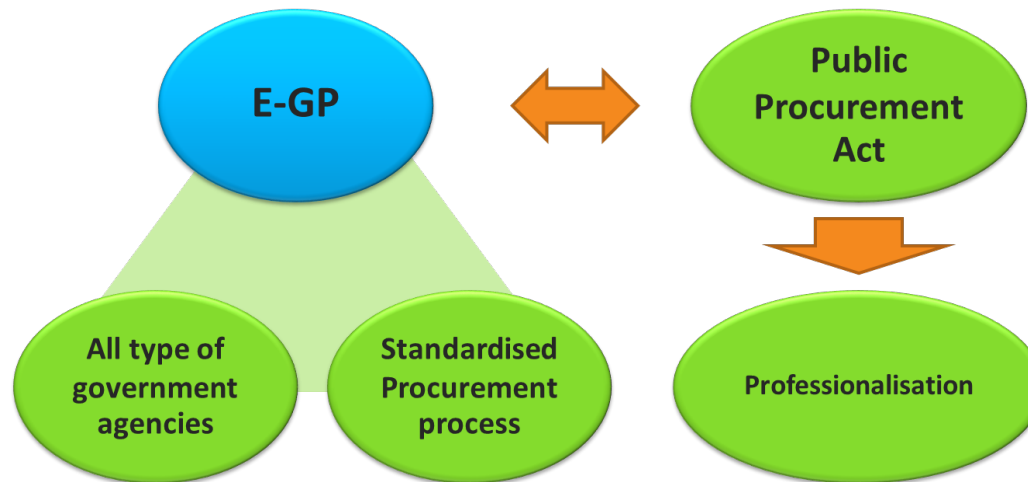 E-GP
Public
Procurement
Act
All type of
government
agencies
Standardised
Procurement
process
Professionalisation